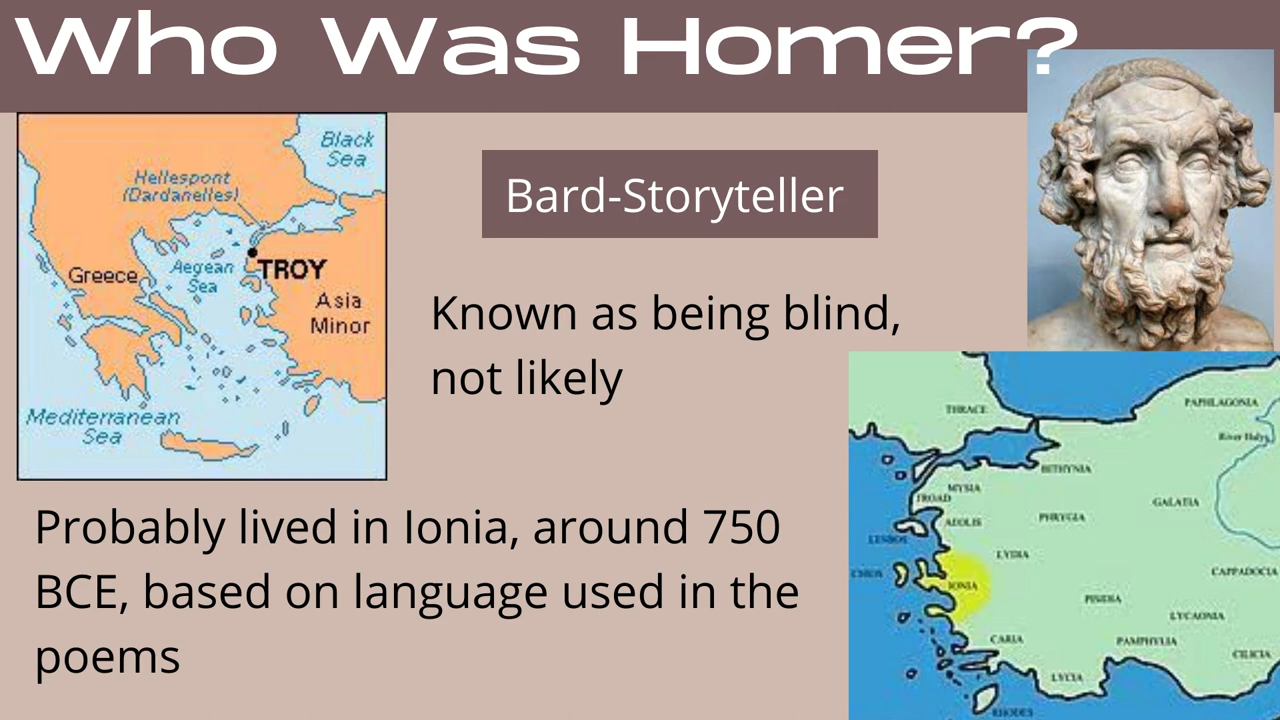 Who Was Homer?
Black
Sea
Hellespont
(Dardanelles)
Greece
Aegean
Sea
TROY
Asia
Minor
Mediterranean
Sea
Bard-Storyteller
Known as being blind,
not likely
Probably lived in Ionia, around 750
BCE, based on language used in the
poems
THRACE
PAPHLAGONIA
River Halys
BITHYNIA
MYSIA
TROAD
GALATIA
AEOLIS
PHRYGIA
LESBOS
LYDIA
CHIOS
IONIA
CAPPADOCIA
PISIDIA
LYCAONIA
CARIA
PAMPHYLIA
CILICIA
LYCIA
RHODES